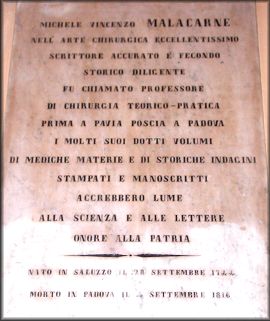 MICHELE VINCENZO MALACARNE
NELL' ARTE CHIRURGICA ECCELLENTISSIMO
SCRITTORE ACCURATO E FECONDO
STORICO DILIGENTE
FU CHIAMATO PROFESSORE
DI CHIRURGIA TEORICO-PRATICA
PRIMA A PAVIA POSCIA A PADOVA
I MOLTI SUOI DOTTI VOLUMI
DI MEDICHE MATERIE E DI STORICHE INDAGINI
STAMPATI E MANOSCRITTI
ACCREBBERO LUME
ALLA SCIENZA E ALLE LETTERE
ONORE ALLA PATRIA
NATO IN SALUZZO IL 28 SETTEMBRE
MORTO IN PADOVA IL SETTEMBRE 1816